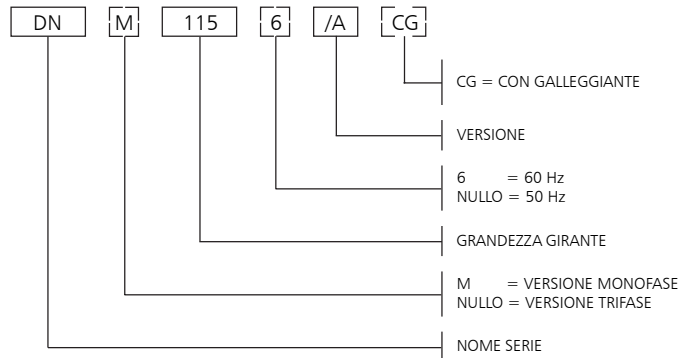 DN M 115 6 /A CG
CG = CON GALLEGGIANTE
VERSIONE
6 = 60 Hz
NULLO = 50 Hz
GRANDEZZA GIRANTE
M = VERSIONE MONOFASE
NULLO = VERSIONE TRIFASE
NOME SERIE